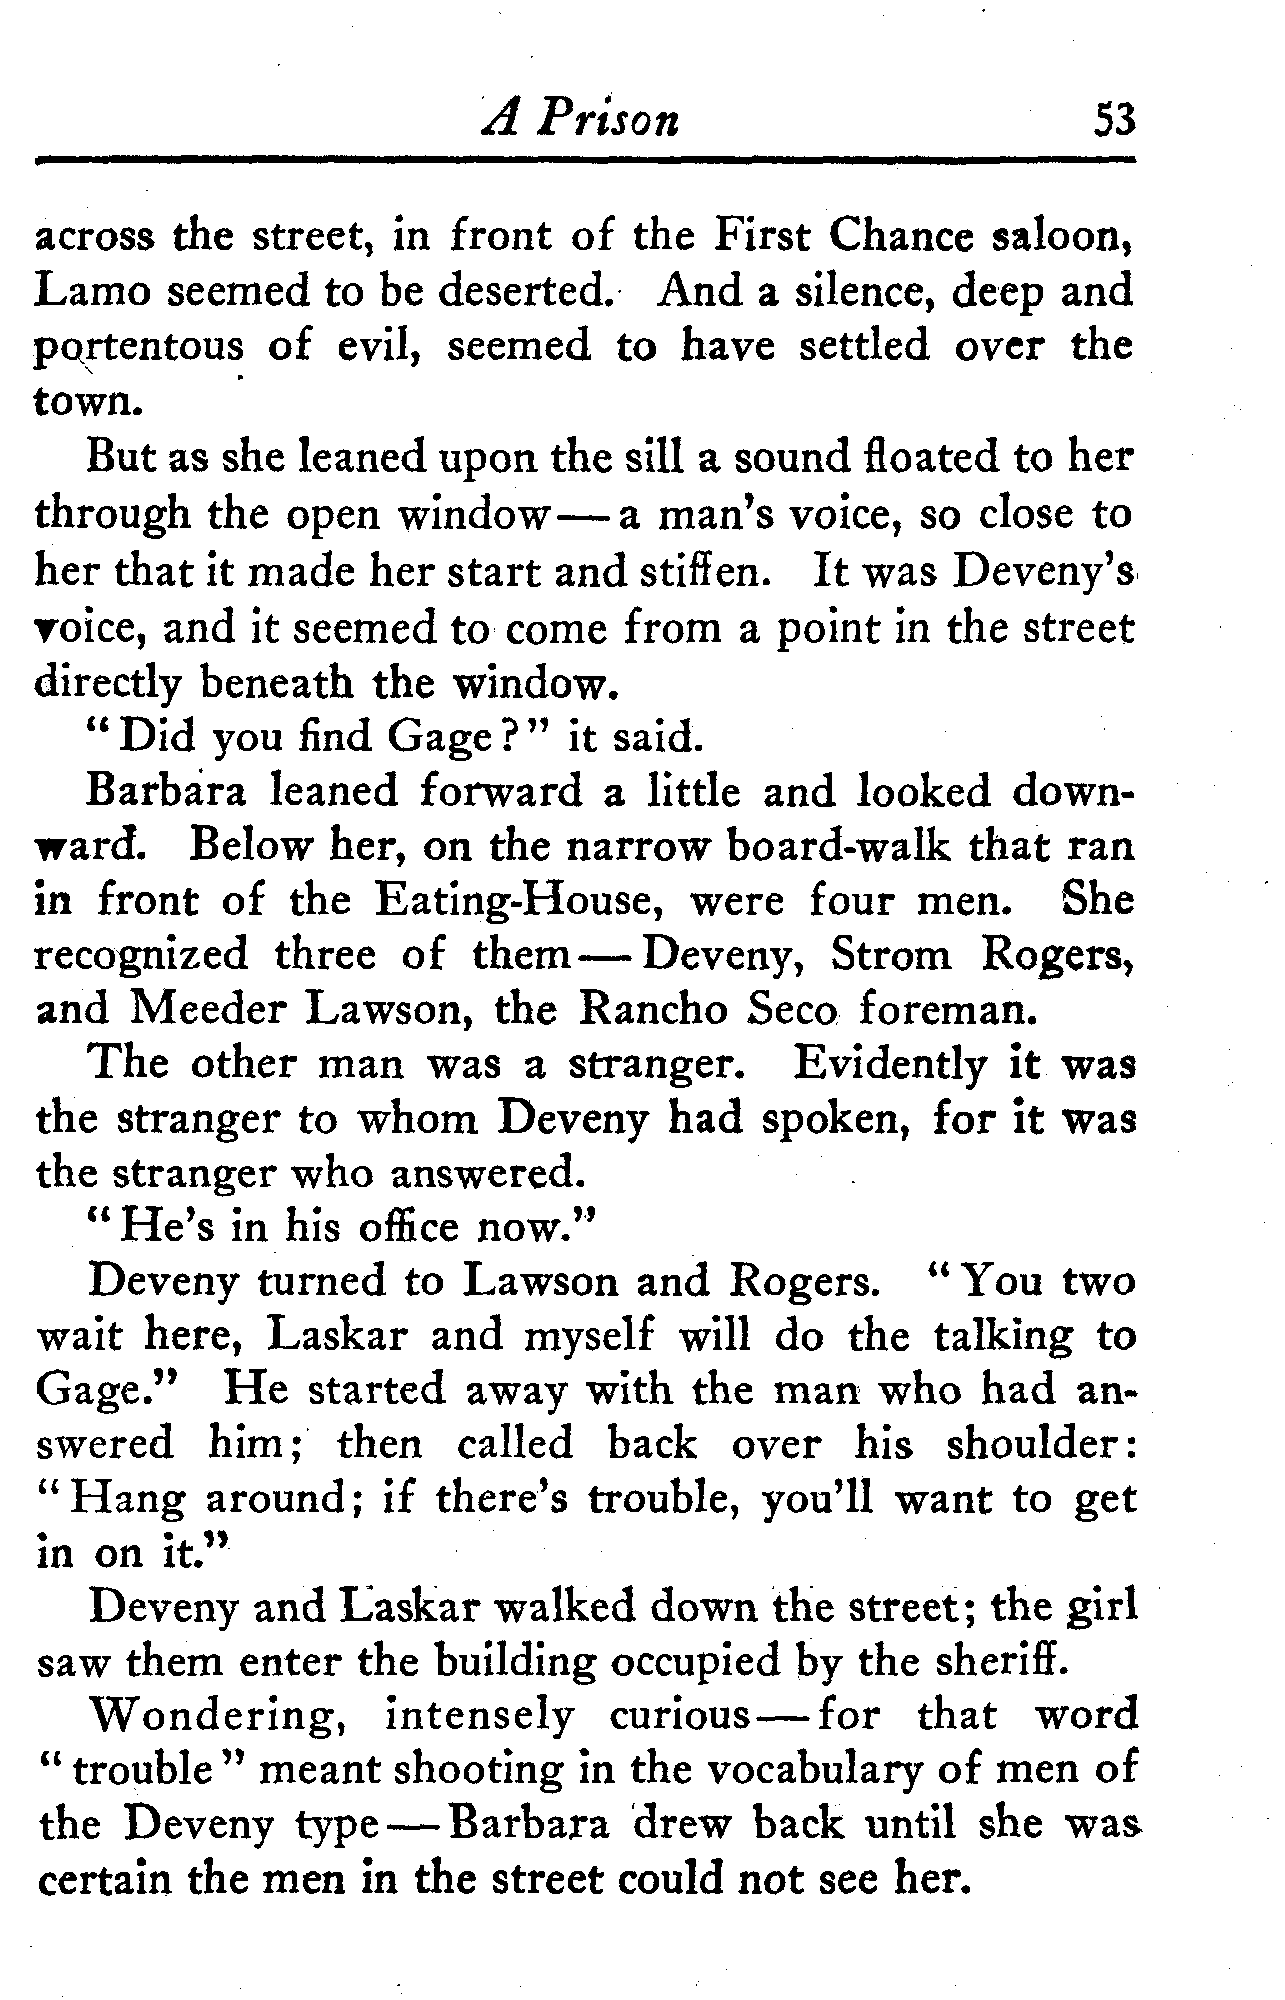 A Prison 53
across the street, in front of the First Chance saloon,
Lamo seemed to be deserted. And a silence, deep and
portentous of evil, seemed to have settled over the
town.
But as she leaned upon the sill a sound floated to her
through the open window — a man's voice, so close to
her that it made her start and stiffen. It was Deveny's
voice, and it seemed to come from a point in the street
directly beneath the window.
" Did you find Gage ? " it said.
Barbara leaned forward a little and looked down-
ward. Below her, on the narrow board-walk that ran
in front of the Eating-House, were four men. She
recognized three of them — Deveny, Strom Rogers,
and Meeder Lawson, the Rancho Seco foreman.
The other man was a stranger. Evidently it was
the stranger to whom Deveny had spoken, for it was
the stranger who answered.
" He's in his office now."
Deveny turned to Lawson and Rogers. " You two
wait here, Laskar and myself will do the talking to
Gage." He started away with the man who had an-
swered him; then called back over his shoulder:
" Hang around; if there's trouble, you'll want to get
in on it."
Deveny and Laskar walked down the street; the girl
saw them enter the building occupied by the sheriff.
Wondering, intensely curious — for that word
" trouble " meant shooting in the vocabulary of men of
the Deveny type — Barbara drew back until she was
certain the men in the street could not see her.